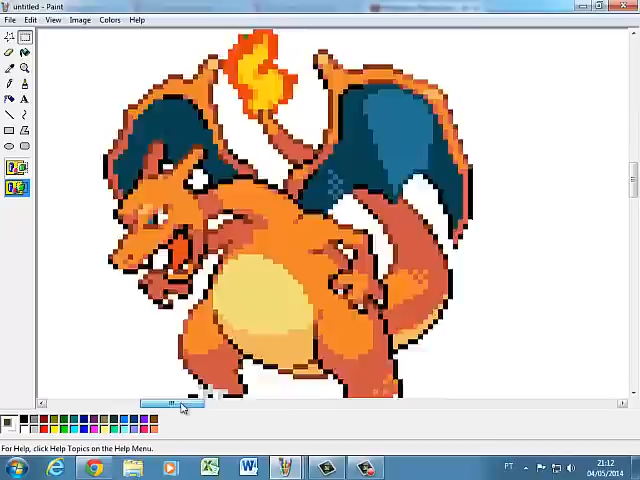 untitled - Paint
File Edit View Image Colors Help
For Help, click Help Topics on the Help Menu.
PT
21:12
04/05/2014